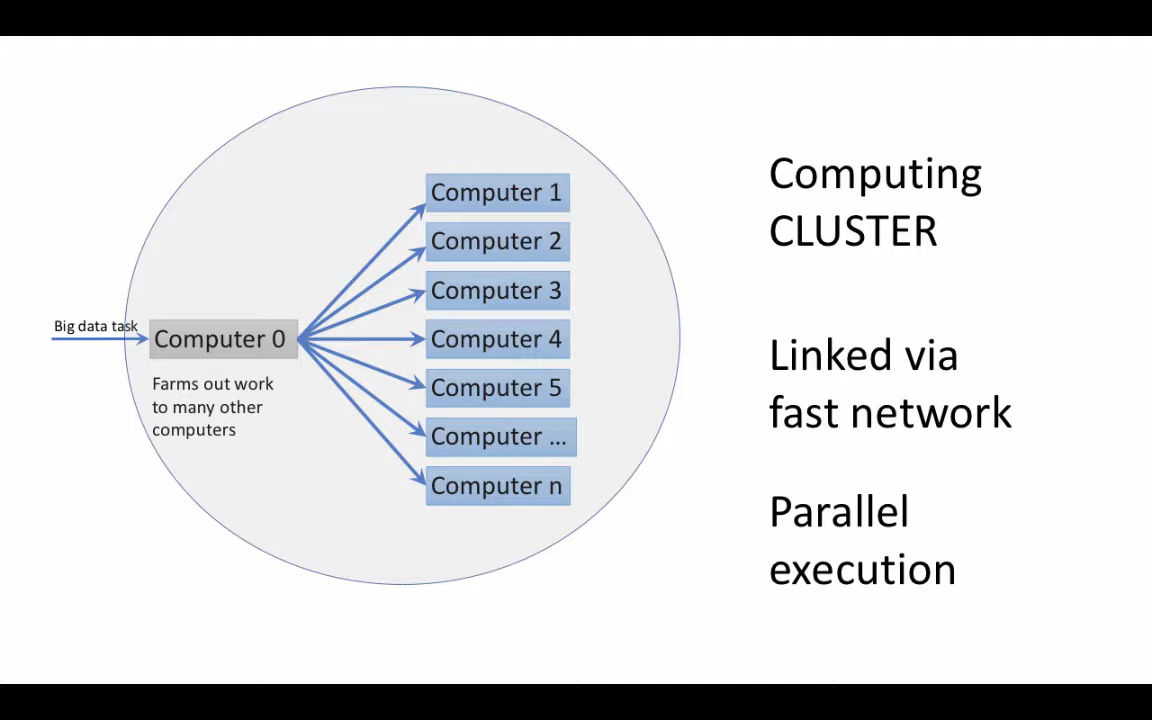 Big data task
Computer 0
Farms out work
to many other
computers
Computer 1
Computer 2
Computer 3
Computer 4
Computer 5
Computer ...
Computer n
Computing
CLUSTER
Linked via
fast network
Parallel
execution